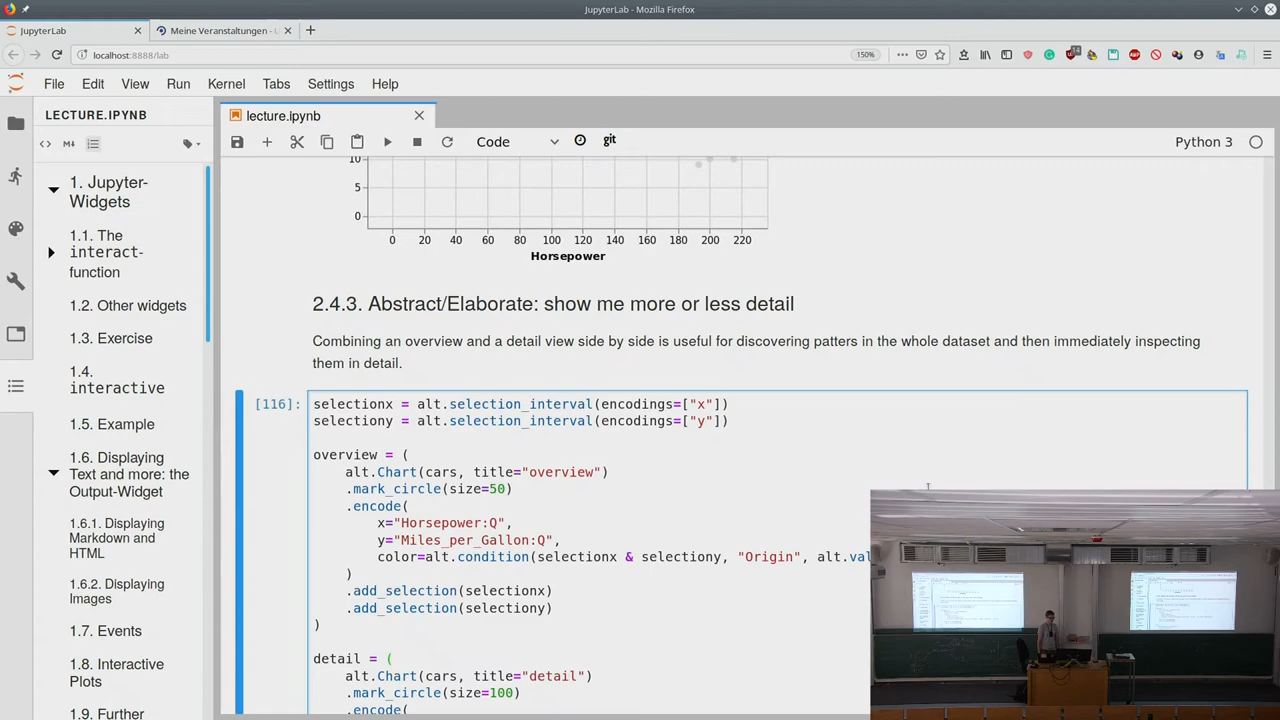 JupyterLab - Mozilla Firefox
JupyterLab
Meine Veranstaltungen -
localhost:8888/lab
150%
14
ABP
File Edit View Run Kernel Tabs Settings Help
LECTURE.IPYNB
lecture.ipynb
Code
git
Python 3
1. Jupyter-
Widgets
1.1. The
interact-
function
1.2. Other widgets
1.3. Exercise
1.4.
interactive
1.5. Example
1.6. Displaying
Text and more: the
Output-Widget
1.6.1. Displaying
Markdown and
HTML
1.6.2. Displaying
Images
1.7. Events
1.8. Interactive
Plots
1.9. Further
10
5
0
0 20 40 60 80 100 120 140 160 180 200 220
Horsepower
2.4.3. Abstract/Elaborate: show me more or less detail
Combining an overview and a detail view side by side is useful for discovering patters in the whole dataset and then immediately inspecting
them in detail.
[116]:
selectionx = alt.selection_interval(encodings=["x"])
selectiony = alt.selection_interval(encodings=["y"])
overview = (
alt.Chart(cars, title="overview")
.mark_circle(size=50)
.encode(
x="Horsepower:Q",
y="Miles_per_Gallon:Q",
color=alt.condition(selectionx & selectiony, "Origin", alt.val
)
.add_selection(selectionx)
.add_selection(selectiony)
)
detail = (
alt.Chart(cars, title="detail")
.mark_circle(size=100)
.encode(